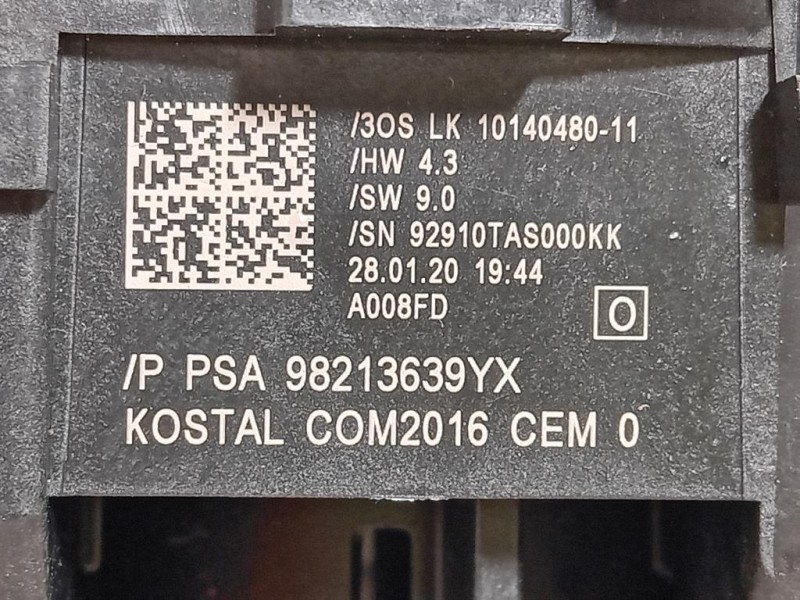 /3OS LK 10140480-11
/HW 4.3
/SW 9.0
/SN 92910TAS000KK
28.01.20 19:44
A008FD
O
/P PSA 98213639YX
KOSTAL COM2016 CEM 0